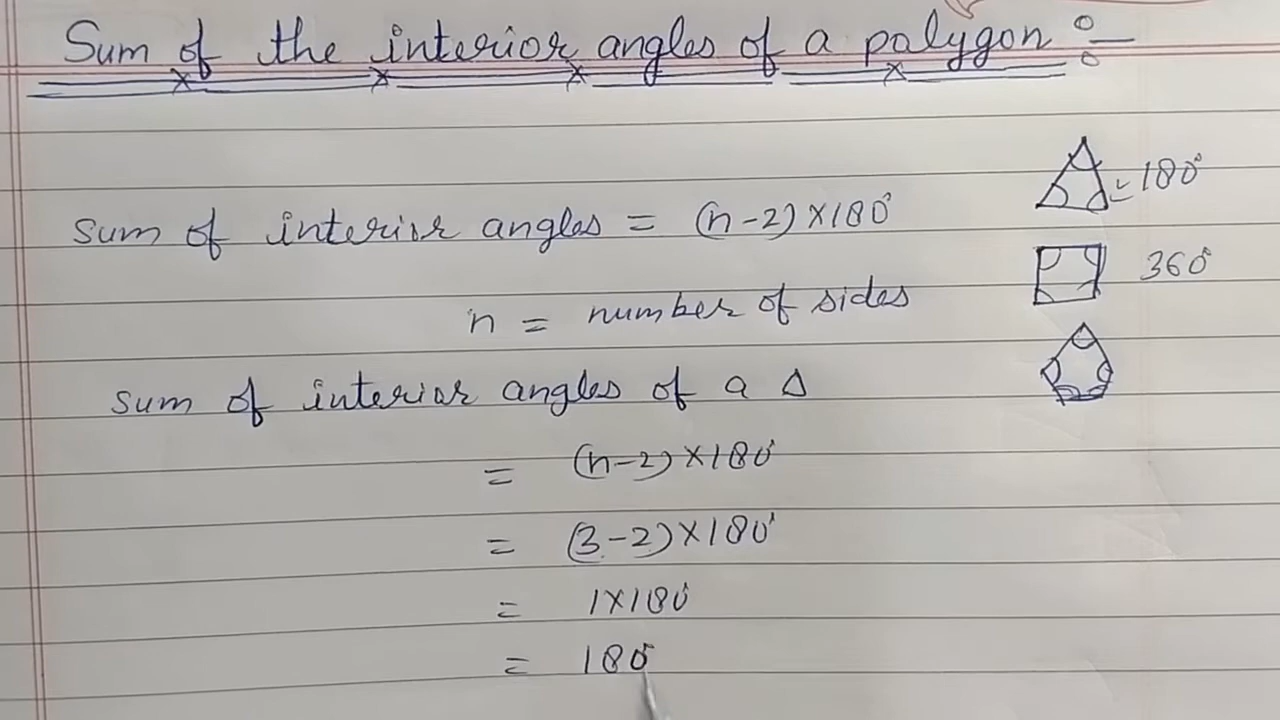 Sum of the interior angles of a polygon :-
= 180°
sum of interior angles = (n-2)×180°
360°
n = number of sides
sum of interior angles of a Δ
= (n-2)×180°
= (3-2)×180°
= 1×180°
= 180°